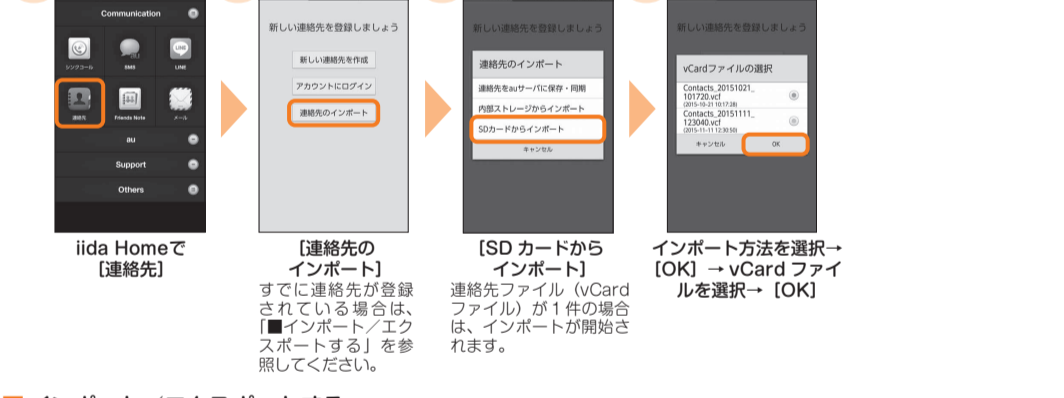 Communication
シンクコール
SMS
LINE
連絡先
Friends Note
メール
au
Support
Others
iida Homeで
［連絡先］
新しい連絡先を登録しましょう
新しい連絡先を作成
アカウントにログイン
連絡先のインポート
［連絡先の
インポート］
すでに連絡先が登録
されている場合は、
「■インポート／エク
スポートする」を参
照してください。
新しい連絡先を登録しましょう
連絡先のインポート
連絡先をauサーバに保存・同期
内部ストレージからインポート
SDカードからインポート
キャンセル
［SD カードから
インポート］
連絡先ファイル（vCard
ファイル）が1件の場合
は、インポートが開始さ
れます。
新しい連絡先を登録しましょう
vCardファイルの選択
Contacts_20151021_
101720.vcf
(2015-10-21 10:17:28)
Contacts_20151111_
123040.vcf
(2015-11-11 12:30:50)
キャンセル
OK
インポート方法を選択→
［OK］→ vCard ファイ
ルを選択→［OK］